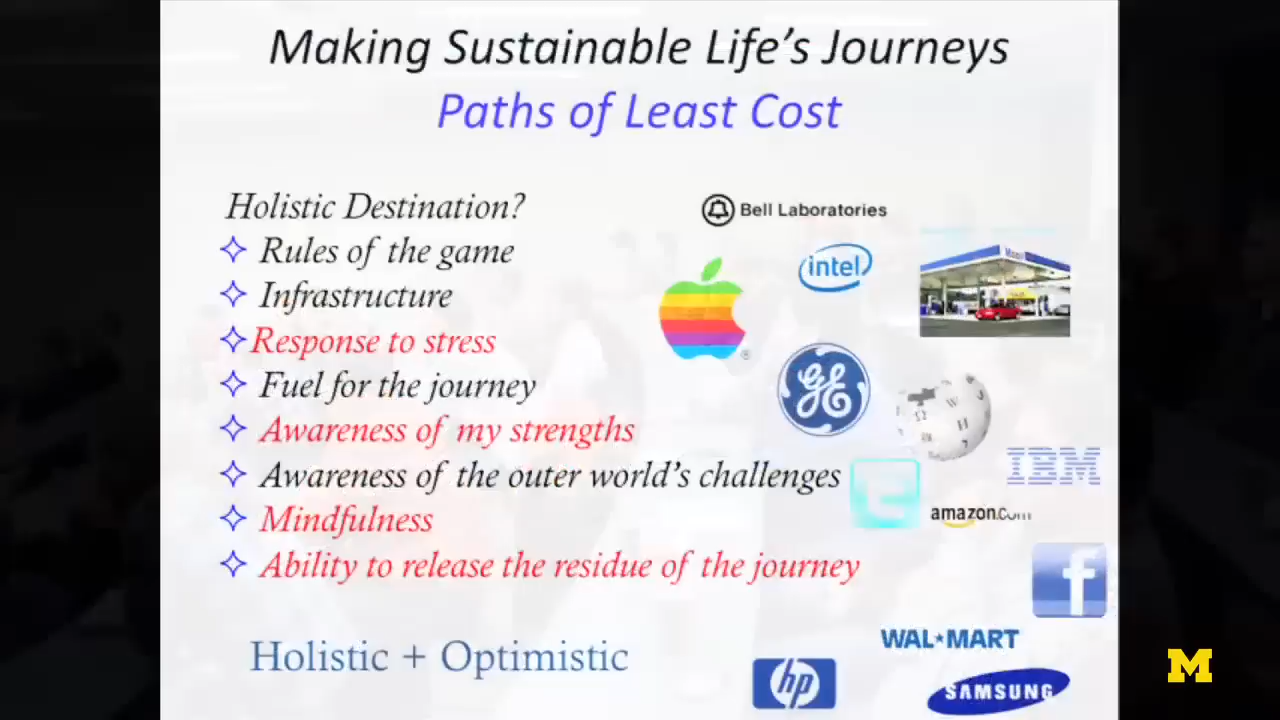 Making Sustainable Life's Journeys
Paths of Least Cost
Holistic Destination?
Rules of the game
Infrastructure
Response to stress
Fuel for the journey
Awareness of my strengths
Awareness of the outer world's challenges
Mindfulness
Ability to release the residue of the journey
Holistic + Optimistic
Bell Laboratories
intel
Mobil
GE
Ω W
И
IBM
t
amazon.com
f
WAL★MART
hp
SAMSUNG
M